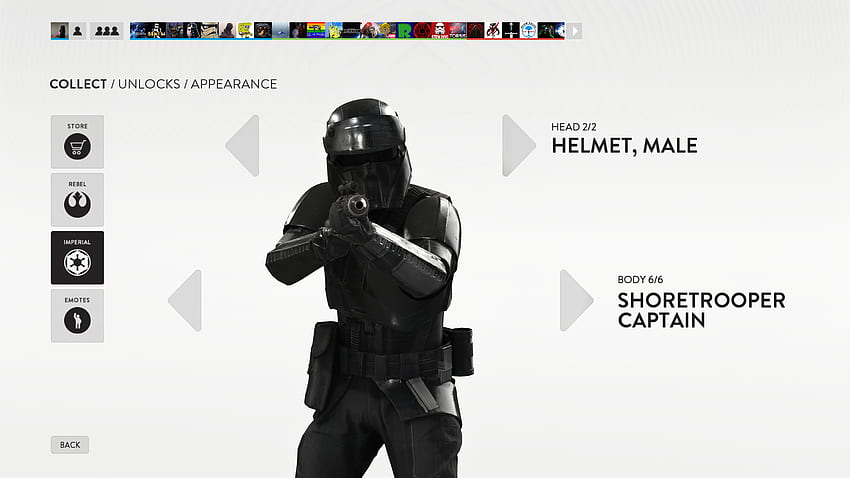 COLLECT / UNLOCKS / APPEARANCE
STORE
REBEL
IMPERIAL
EMOTES
HEAD 2/2
HELMET, MALE
BODY 6/6
SHORETROOPER
CAPTAIN
BACK